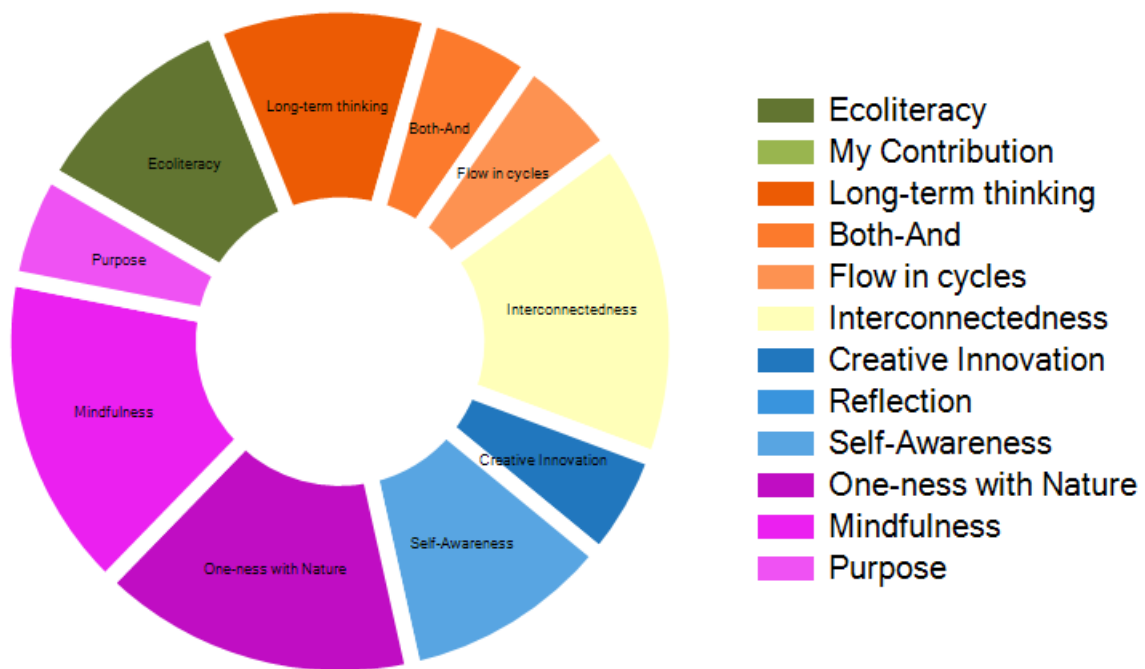 Long-term thinking
Both-And
Ecoliteracy
Flow in cycles
Purpose
Interconnectedness
Mindfulness
Creative Innovation
Self-Awareness
One-ness with Nature
Ecoliteracy
My Contribution
Long-term thinking
Both-And
Flow in cycles
Interconnectedness
Creative Innovation
Reflection
Self-Awareness
One-ness with Nature
Mindfulness
Purpose